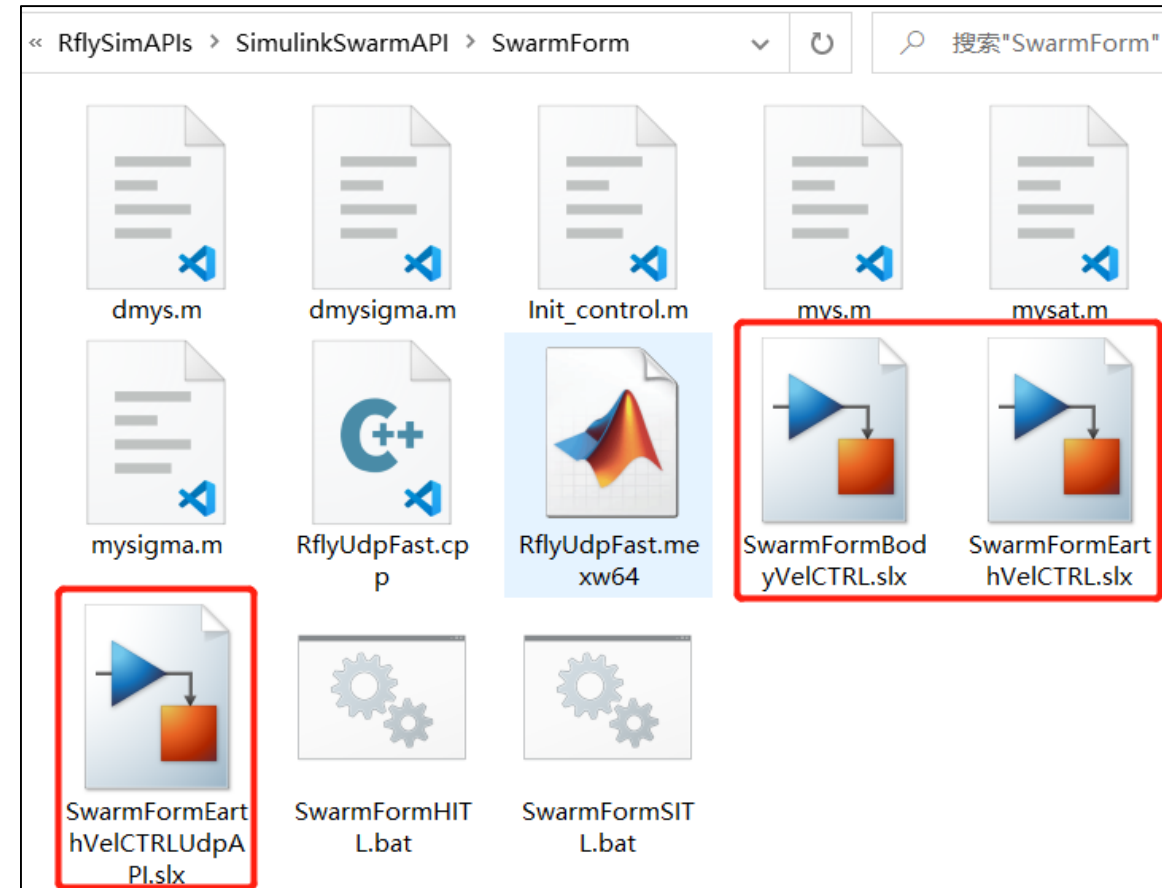 « RflySimAPIs > SimulinkSwarmAPI > SwarmForm
搜索"SwarmForm"
dmys.m
dmysigma.m
Init_control.m
mys.m
mysat.m
mysigma.m
RflyUdpFast.cp
p
RflyUdpFast.me
xw64
SwarmFormBod
yVelCTRL.slx
SwarmFormEart
hVelCTRL.slx
SwarmFormEart
hVelCTRLUdpA
PI.slx
SwarmFormHIT
L.bat
SwarmFormSIT
L.bat